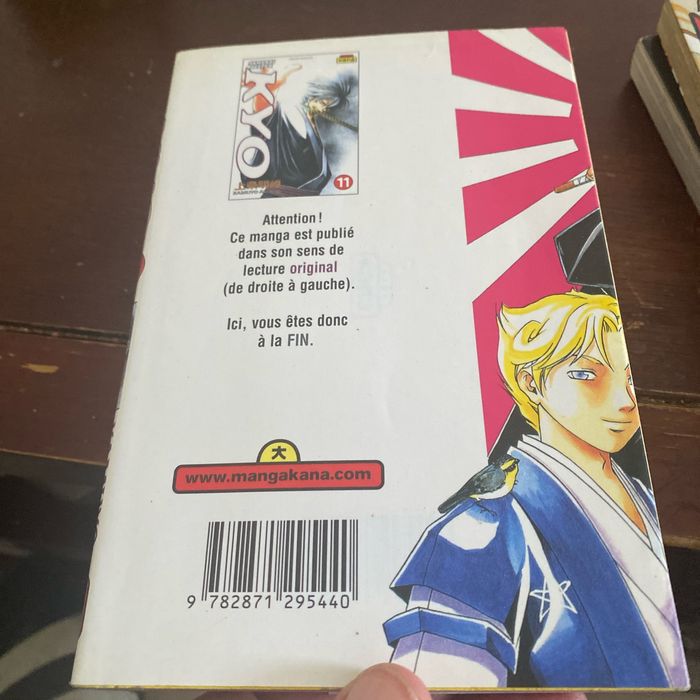 KYO
11
Attention !
Ce manga est publié
dans son sens de
lecture original
(de droite à gauche).
Ici, vous êtes donc
à la FIN.
大
www.mangakana.com
9 782871 295440